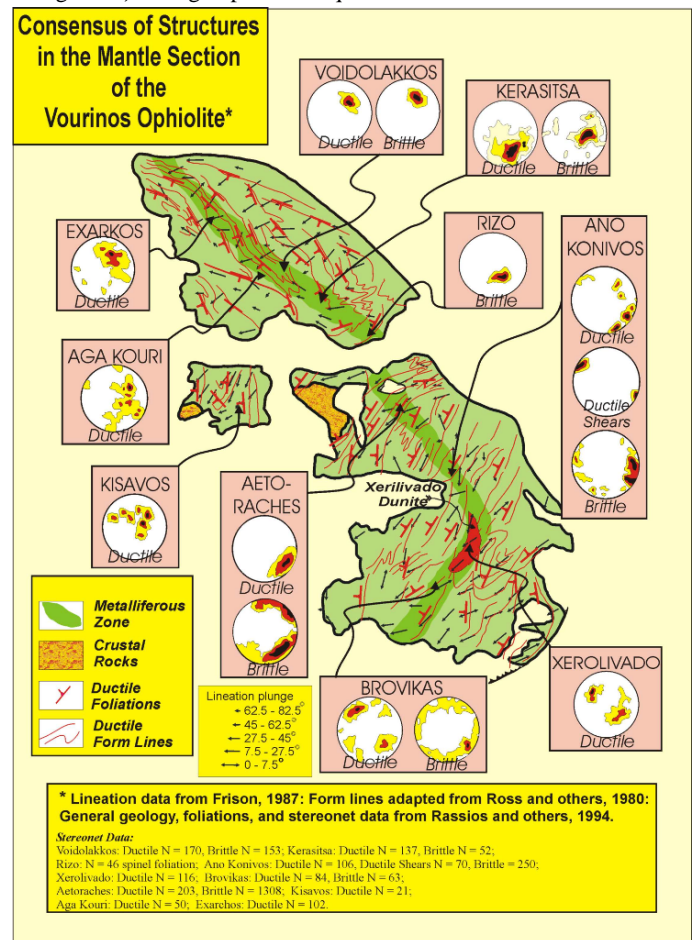 Consensus of Structures
in the Mantle Section
of the
Vourinos Ophiolite*
VOIDOLAKKOS
Ductile Brittle
KERASITSA
Ductile Brittle
EXARKOS
Ductile
RIZO
Brittle
ANO
KONIVOS
Ductile
Ductile
Shears
Brittle
AGA KOURI
Ductile
KISAVOS
Ductile
AETO-
RACHES
Ductile
Brittle
Xerilivado
Dunite
XEROLIVADO
Ductile
BROVIKAS
Ductile Brittle
Metalliferous
Zone
Crustal
Rocks
Ductile
Foliations
Ductile
Form Lines
Lineation plunge
62.5 - 82.5°
45 - 62.5°
27.5 - 45°
7.5 - 27.5°
0 - 7.5°
* Lineation data from Frison, 1987: Form lines adapted from Ross and others, 1980:
General geology, foliations, and stereonet data from Rassios and others, 1994.
Stereonet Data:
Voidolakkos: Ductile N = 170, Brittle N = 153; Kerasitsa: Ductile N = 137, Brittle N = 52;
Rizo: N = 46 spinel foliation; Ano Konivos: Ductile N = 106, Ductile Shears N = 70, Brittle = 250;
Xerolivado: Ductile N = 116; Brovikas: Ductile N = 84, Brittle N = 63;
Aetoraches: Ductile N = 203, Brittle N = 1308; Kisavos: Ductile N = 21;
Aga Kouri: Ductile N = 50; Exarchos: Ductile N = 102.